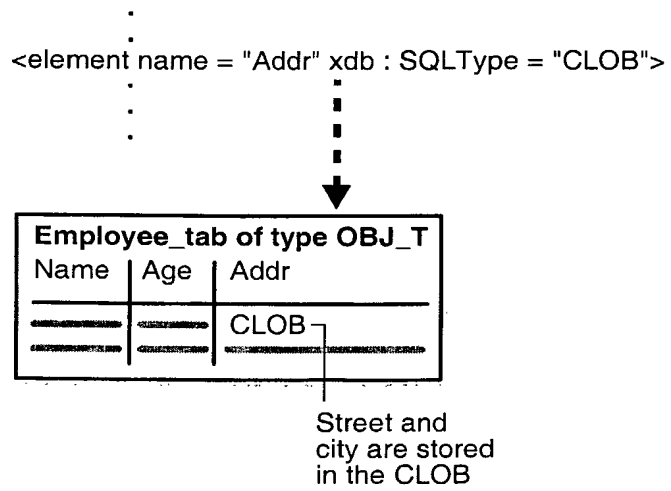 <element name = "Addr" xdb : SQLType = "CLOB">
Employee_tab of type OBJ_T
Name Age Addr
CLOB
Street and
city are stored
in the CLOB